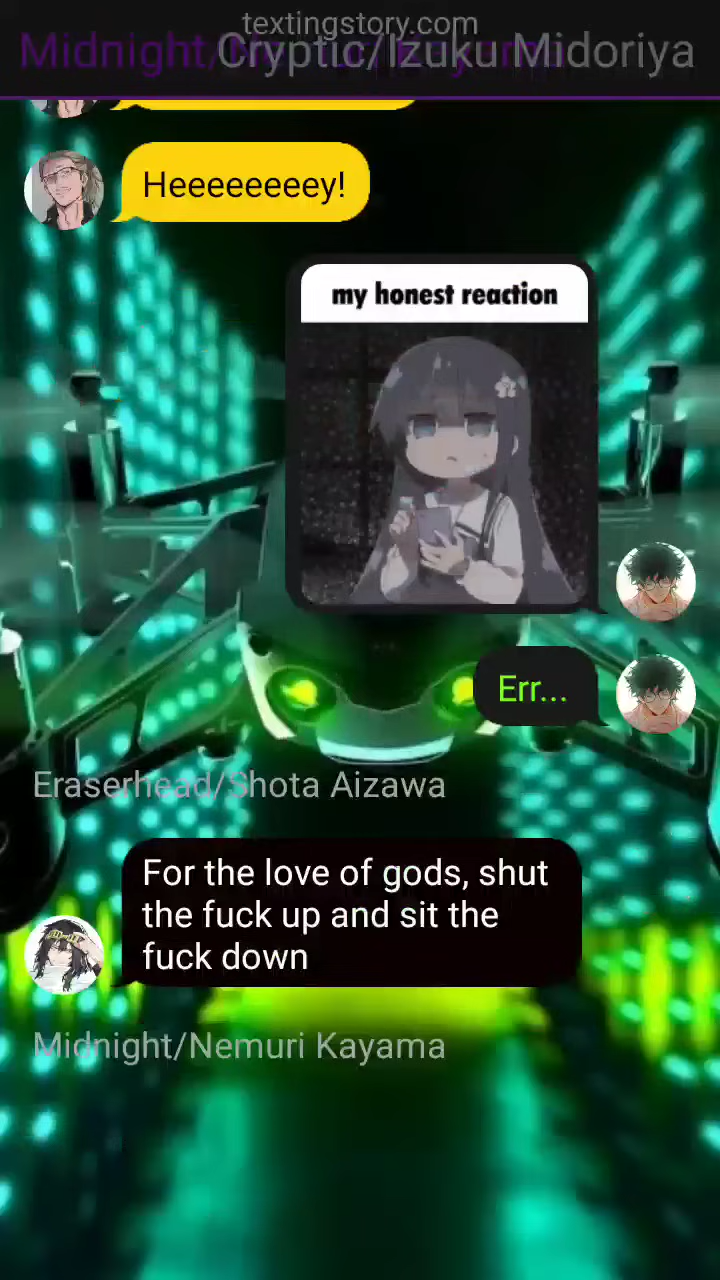 textingstory.com
Midnight/
Cryptic/Izuku Midoriya
Heeeeeeeey!
my honest reaction
Err...
Eraserhead/Shota Aizawa
For the love of gods, shut
the fuck up and sit the
fuck down
Midnight/Nemuri Kayama